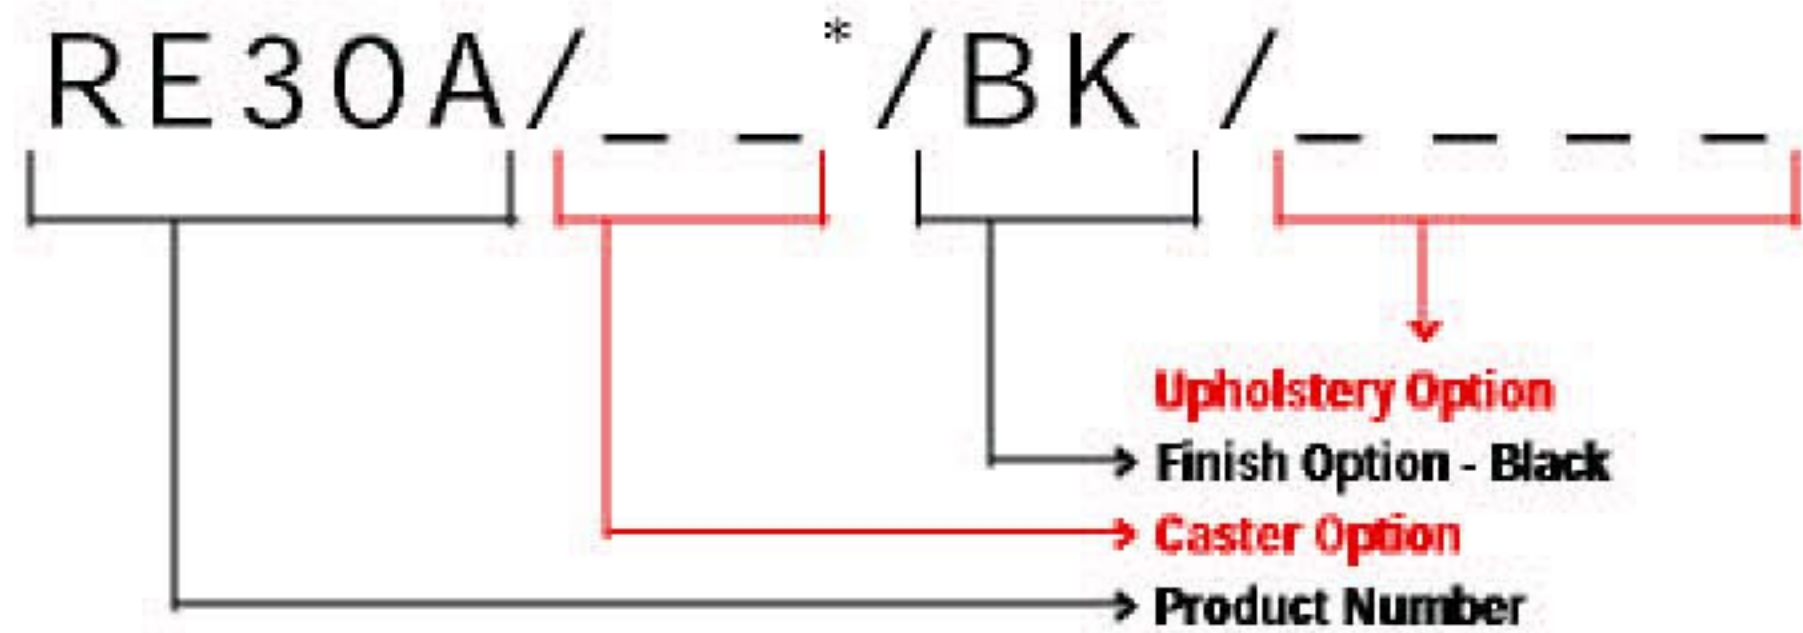 RE30A/_ _*/BK /_ _ _ _
Upholstery Option
Finish Option - Black
Caster Option
Product Number